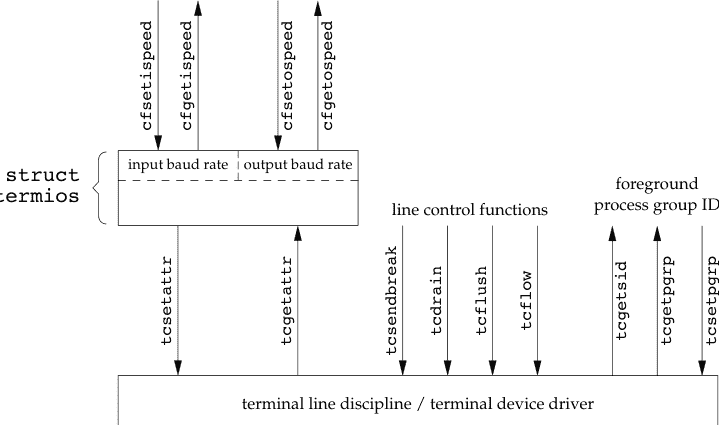 cfsetispeed
cfgetispeed
cfsetospeed
cfgetospeed
struct
termios
input baud rate
output baud rate
foreground
process group ID
line control functions
tcsetattr
tcgetattr
tcsendbreak
tcdrain
tcflush
tcflow
tcgetsid
tcgetpgrp
tcsetpgrp
terminal line discipline / terminal device driver